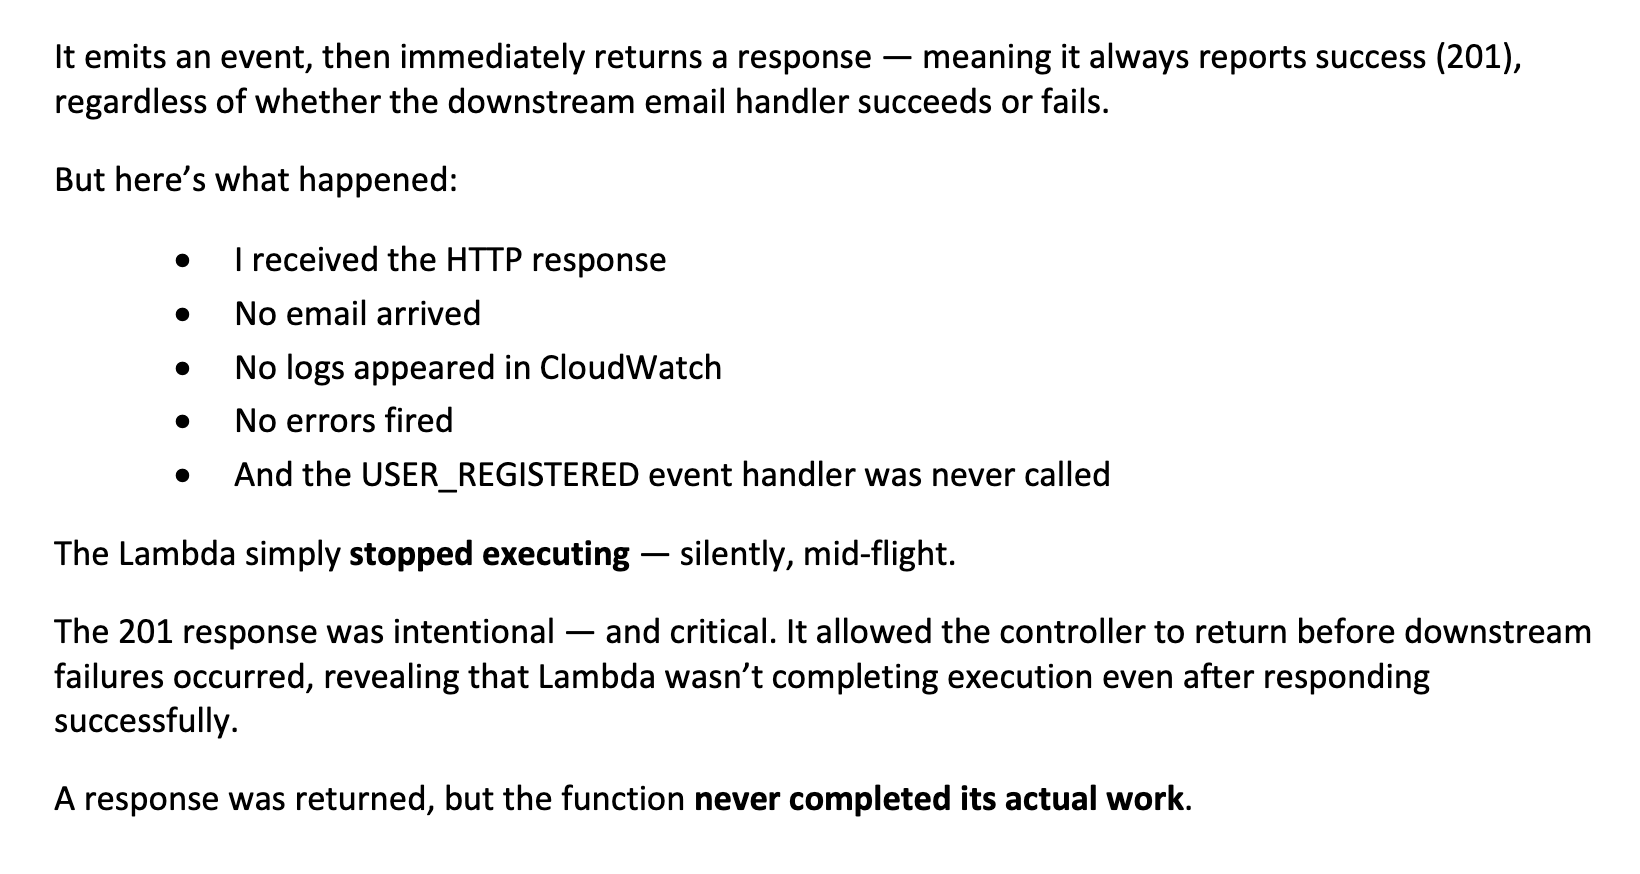 It emits an event, then immediately returns a response — meaning it always reports success (201),
regardless of whether the downstream email handler succeeds or fails.
But here’s what happened:
• I received the HTTP response
• No email arrived
• No logs appeared in CloudWatch
• No errors fired
• And the USER_REGISTERED event handler was never called
The Lambda simply stopped executing — silently, mid-flight.
The 201 response was intentional — and critical. It allowed the controller to return before downstream
failures occurred, revealing that Lambda wasn’t completing execution even after responding
successfully.
A response was returned, but the function never completed its actual work.